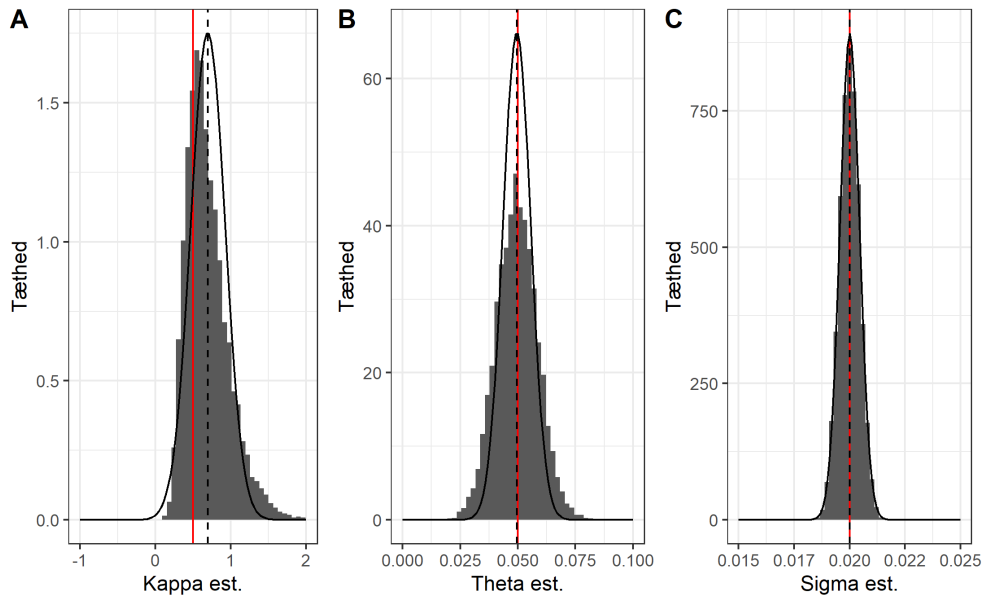 A
Tæthed
1.5
1.0
0.5
0.0
-1 0 1 2
Kappa est.
B
Tæthed
60
40
20
0
0.000 0.025 0.050 0.075 0.100
Theta est.
C
Tæthed
750
500
250
0
0.015 0.017 0.020 0.022 0.025
Sigma est.